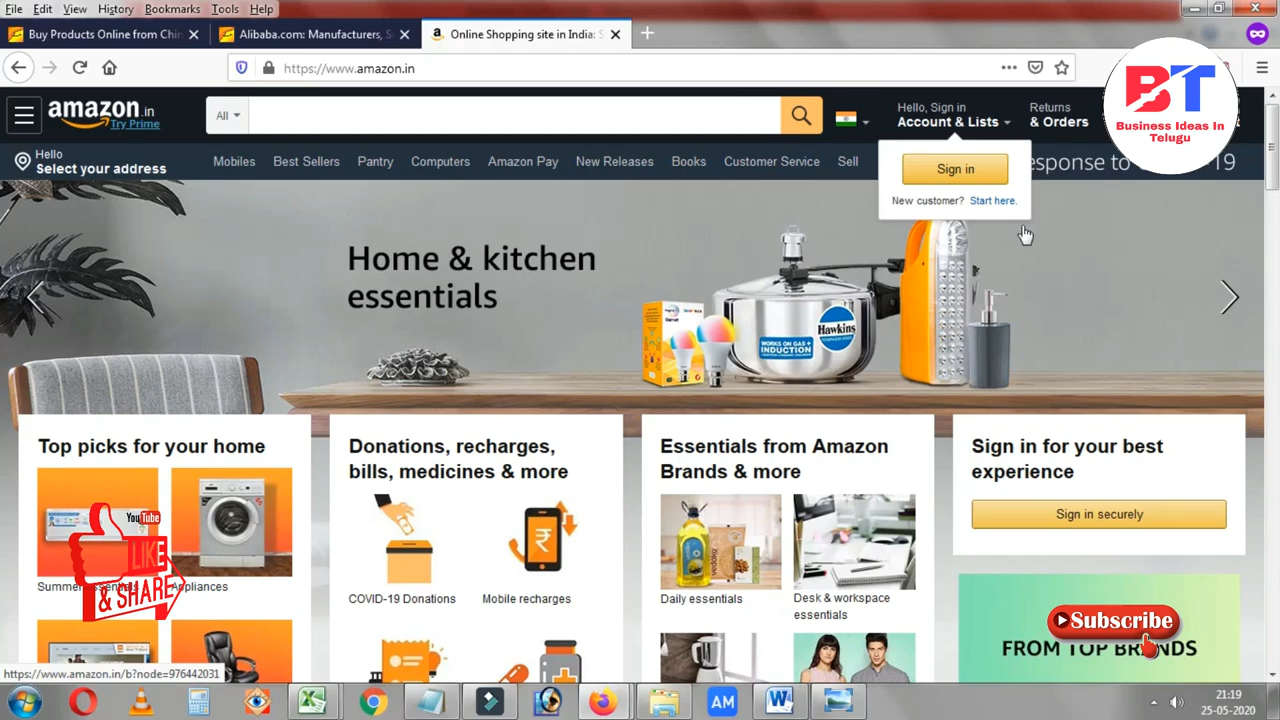 File Edit View History Bookmarks Tools Help
Buy Products Online from Chin
Alibaba.com: Manufacturers, S
Online Shopping site in India: S
https://www.amazon.in
amazon.in
Try Prime
All
Hello, Sign in
Account & Lists
Returns
& Orders
BT
Business Ideas In
Telugu
Hello
Select your address
Mobiles Best Sellers Pantry Computers Amazon Pay New Releases Books Customer Service Sell
Sign in
New customer? Start here.
Home & kitchen
essentials
Hawkins
WORKS ON GAS +
INDUCTION
Top picks for your home
Appliances
YouTube
LIKE
& SHARE
Donations, recharges,
bills, medicines & more
COVID-19 Donations
Mobile recharges
Essentials from Amazon
Brands & more
Daily essentials
Desk & workspace
essentials
Sign in for your best
experience
Sign in securely
Subscribe
FROM TOP BRANDS
https://www.amazon.in/b?node=976442031
AM
21:19
25-05-2020